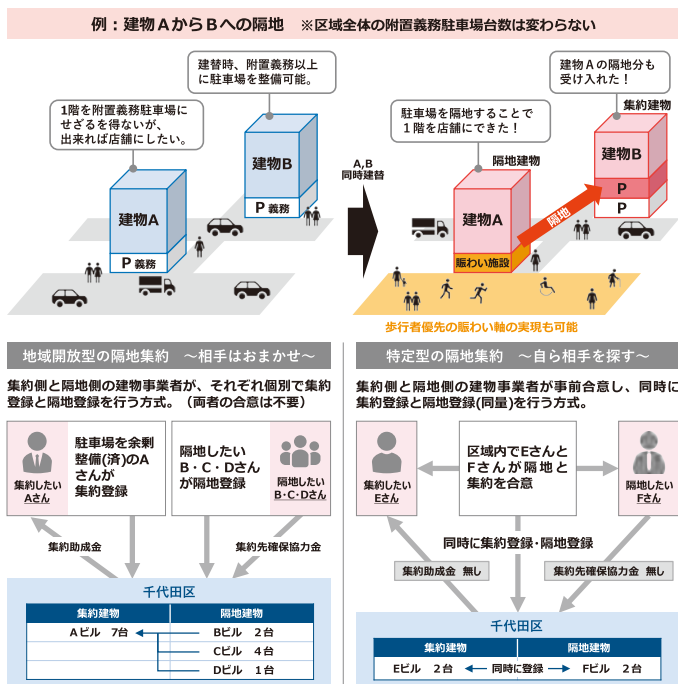 例：建物ＡからＢへの隔地　※区域全体の附置義務駐車場台数は変わらない
建替時、附置義務以上
に駐車場を整備可能。
1階を附置義務駐車場に
せざるを得ないが、
出来れば店舗にしたい。
建物B
P 義務
建物A
P 義務
A,B
同時建替
建物Ａの隔地分も
受け入れた！
駐車場を隔地することで
１階を店舗にできた！
集約建物
隔地建物
建物B
P
P
隔地
建物A
賑わい施設
歩行者優先の賑わい軸の実現も可能
地域開放型の隔地集約　～相手はおまかせ～
集約側と隔地側の建物事業者が、それぞれ個別で集約
登録と隔地登録を行う方式。（両者の合意は不要）
集約したい
Aさん
駐車場を余剰
整備(済)のA
さんが
集約登録
隔地したい
B・C・Dさん
が隔地登録
隔地したい
B・C・Dさん
集約助成金
集約先確保協力金
千代田区
集約建物
隔地建物
Ａビル　7台
Bビル　2台
Cビル　4台
Dビル　1台
特定型の隔地集約　～自ら相手を探す～
集約側と隔地側の建物事業者が事前合意し、同時に
集約登録と隔地登録(同量)を行う方式。
集約したい
Eさん
区域内でEさんと
Fさんが隔地と
集約を合意
隔地したい
Fさん
同時に集約登録・隔地登録
集約助成金　無し
集約先確保協力金　無し
千代田区
集約建物
隔地建物
Eビル　2台
同時に登録
Fビル　2台